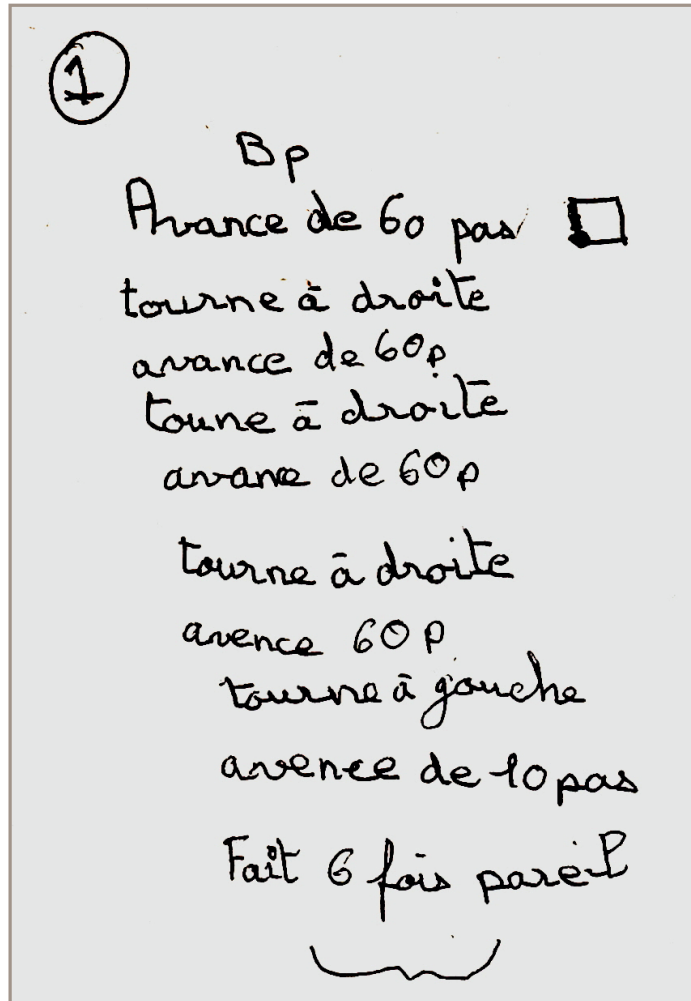 1
Bp
Avance de 60 pas
tourne à droite
avance de 60p
toune à droite
avane de 60p
tourne à droite
avence 60p
tourne à gauche
avence de 10 pas
Fait 6 fois pareil